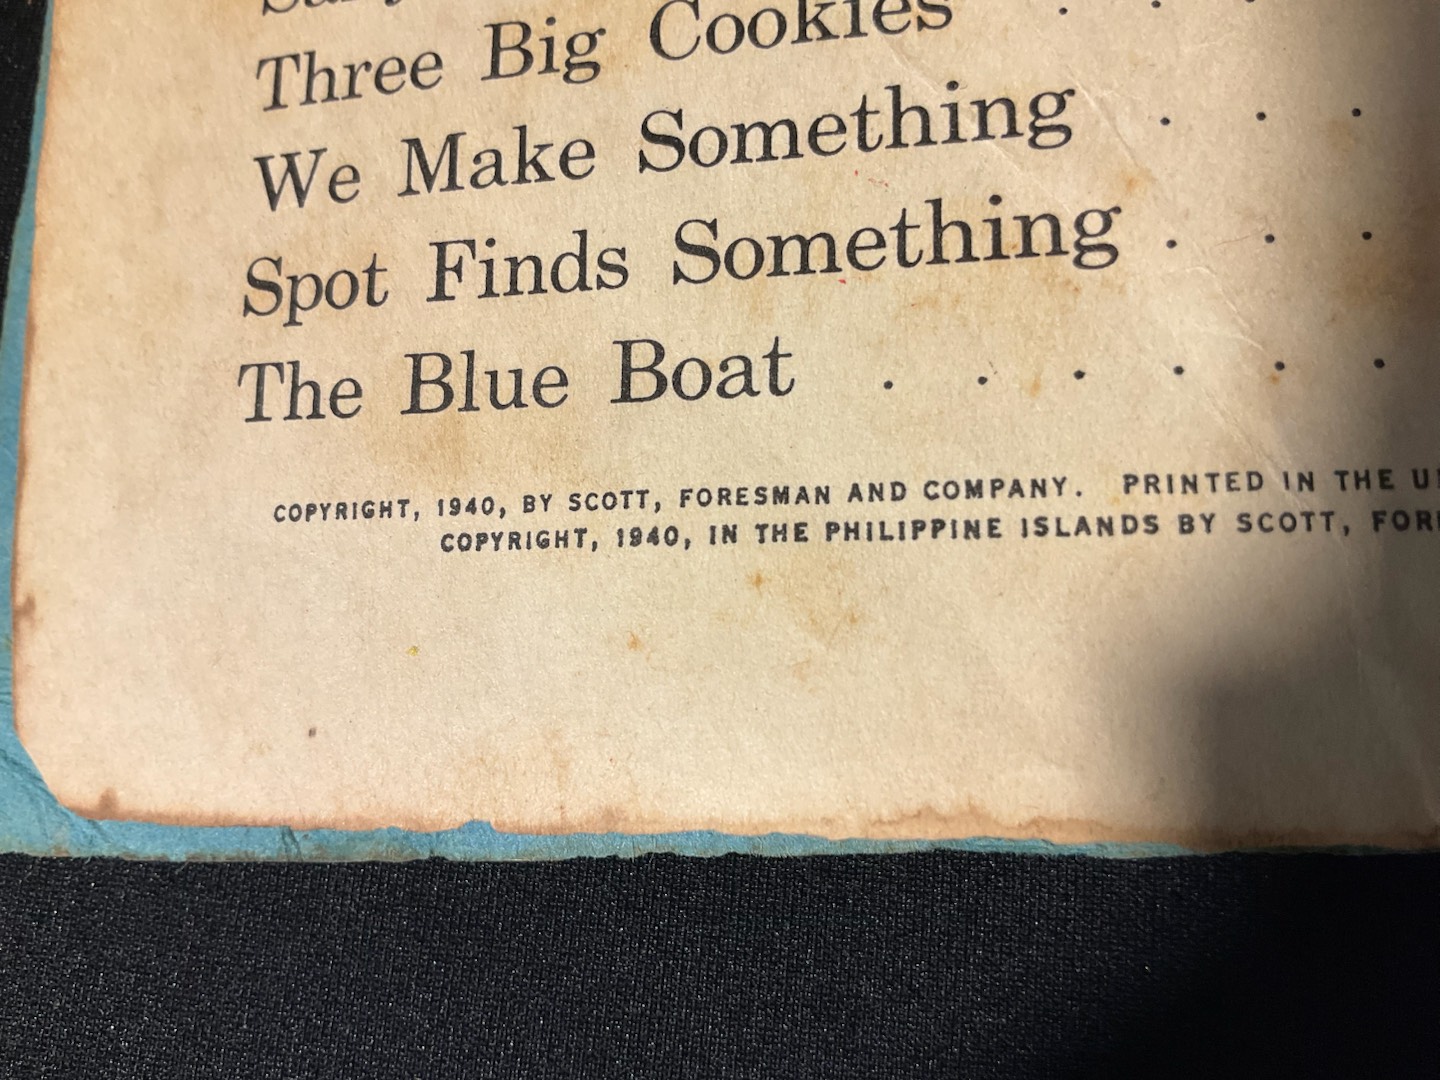 Three Big Cookies . . .
We Make Something . . .
Spot Finds Something . . .
The Blue Boat . . . . . .
COPYRIGHT, 1940, BY SCOTT, FORESMAN AND COMPANY. PRINTED IN THE
COPYRIGHT, 1940, IN THE PHILIPPINE ISLANDS BY SCOTT,